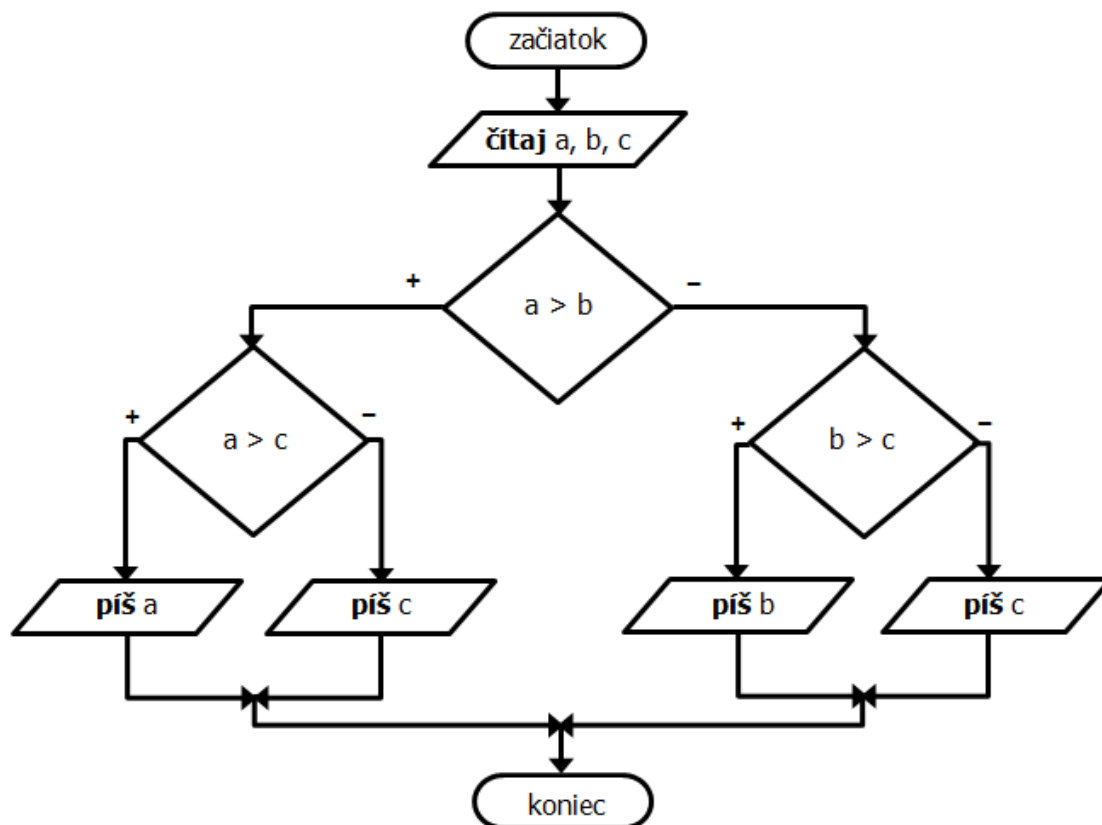 začiatok
čítaj a, b, c
+
a > b
–
+
a > c
–
+
b > c
–
píš a
píš c
píš b
píš c
koniec